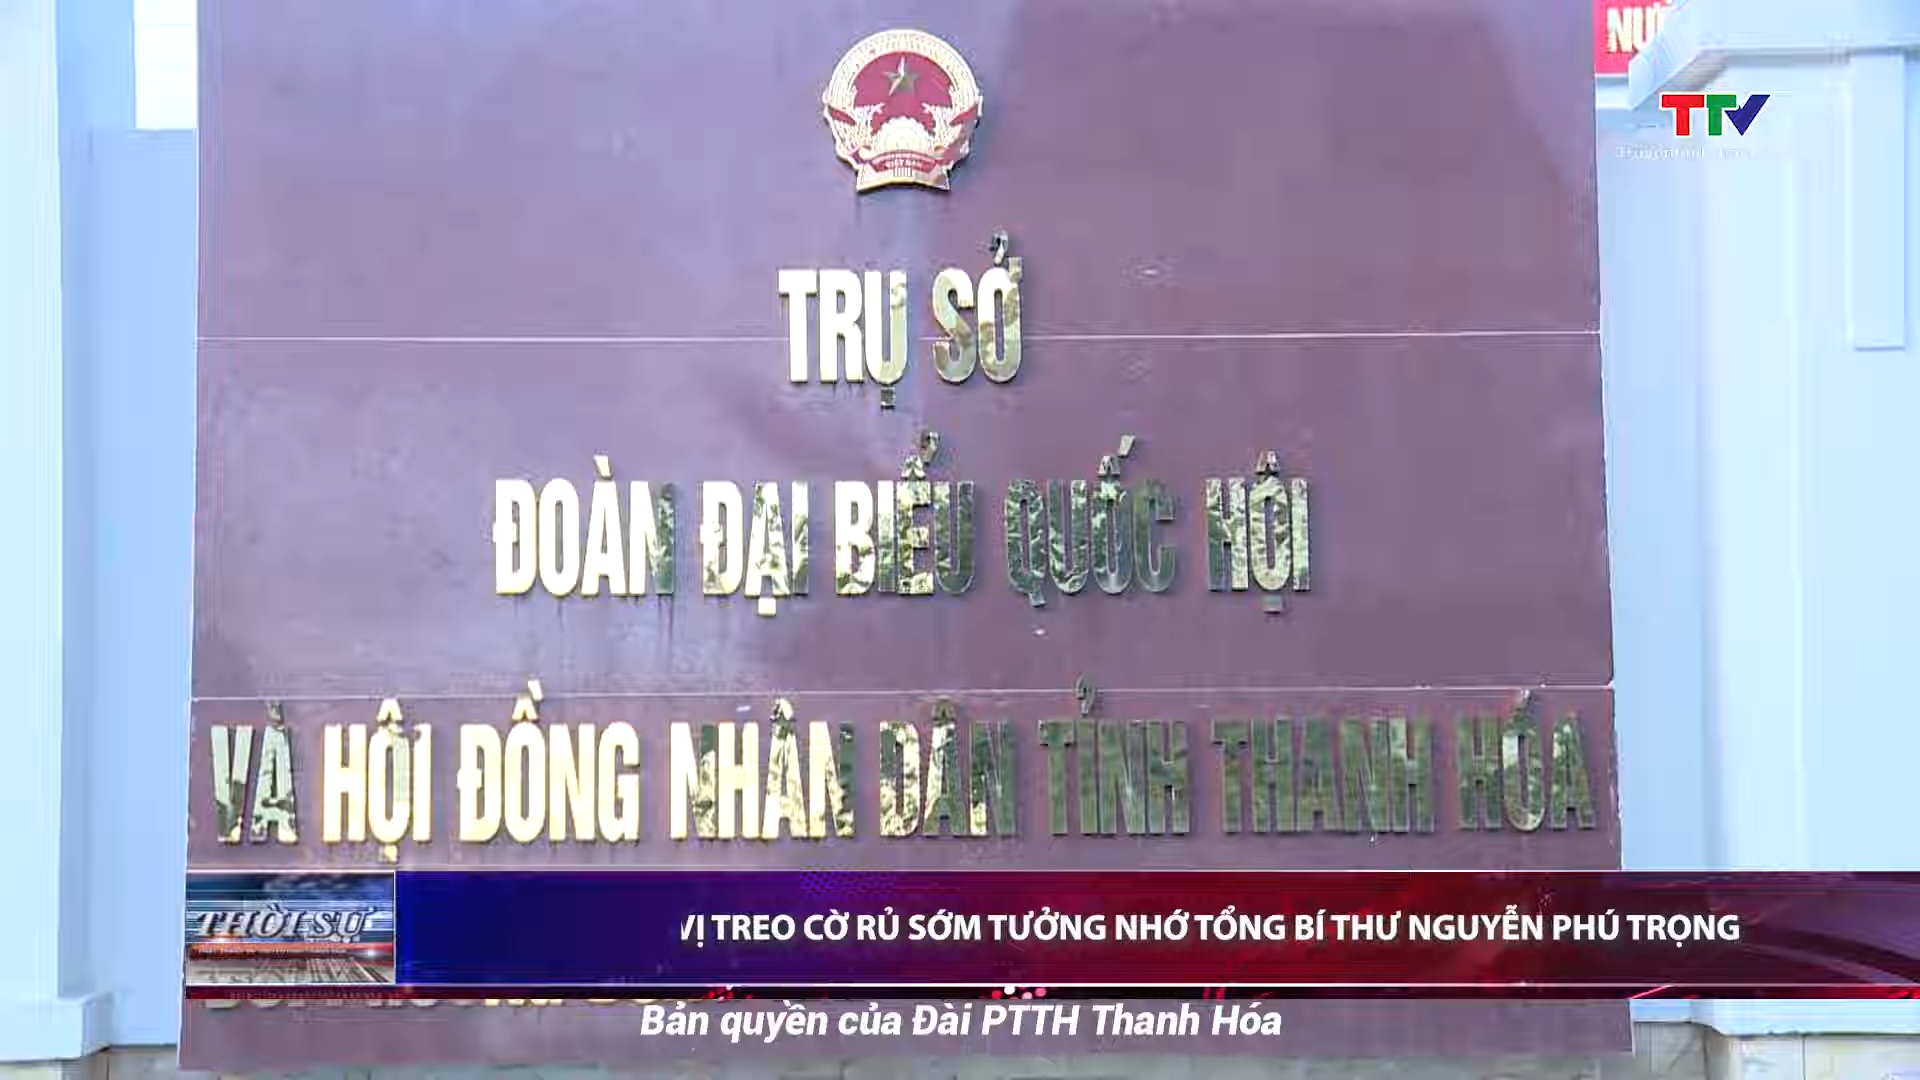 TTV
VIỆT NAM
TRỤ SỞ
ĐOÀN ĐẠI BIỂU QUỐC HỘI
VÀ HỘI ĐỒNG NHÂN DÂN TỈNH THANH HÓA
THỜI SỰ
VỊ TREO CỜ RỦ SỚM TƯỞNG NHỚ TỔNG BÍ THƯ NGUYỄN PHÚ TRỌNG
Bản quyền của Đài PTTH Thanh Hóa